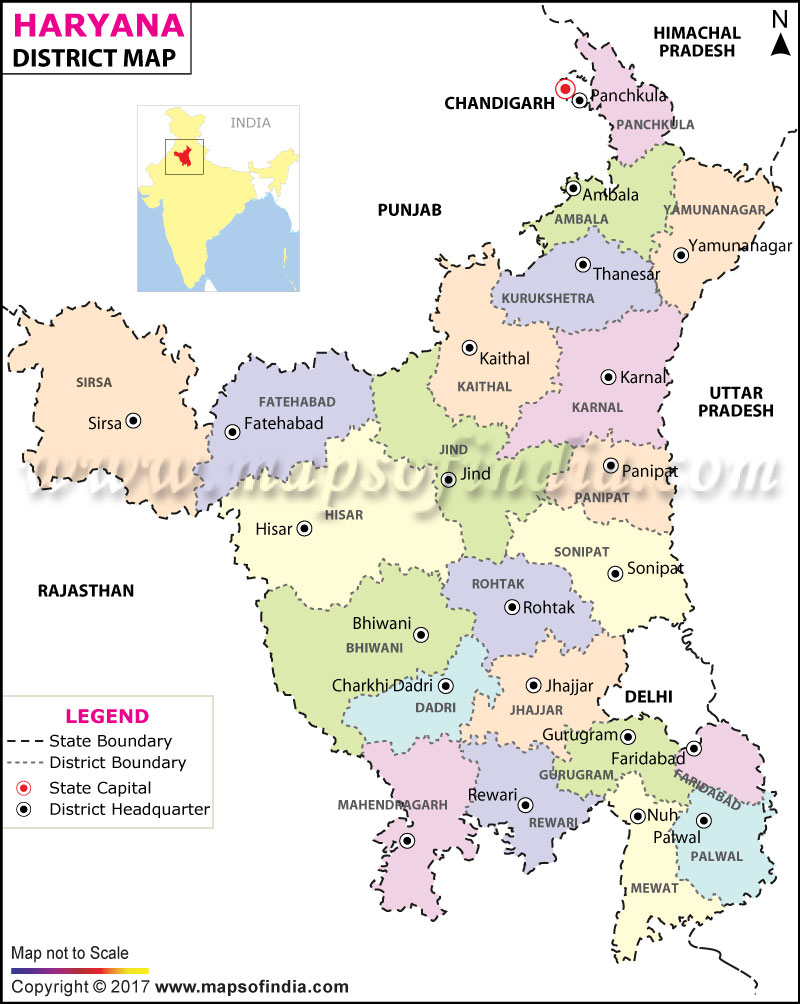 HARYANA
DISTRICT MAP
N
HIMACHAL
PRADESH
CHANDIGARH
Panchkula
PANCHKULA
INDIA
PUNJAB
Ambala
AMBALA
YAMUNANAGAR
Yamunanagar
Thanesar
KURUKSHETRA
Kaithal
KAITHAL
Karnal
KARNAL
UTTAR
PRADESH
SIRSA
Sirsa
FATEHABAD
Fatehabad
JIND
Jind
Panipat
PANIPAT
www.mapsofindia.com
HISAR
Hisar
SONIPAT
Sonipat
RAJASTHAN
ROHTAK
Rohtak
Bhiwani
BHIWANI
Charkhi Dadri
DADRI
Jhajjar
JHAJJAR
DELHI
Gurugram
GURUGRAM
Faridabad
FARIDABAD
MAHENDRAGARH
Rewari
REWARI
Nuh
Palwal
PALWAL
MEWAT
LEGEND
State Boundary
District Boundary
State Capital
District Headquarter
Map not to Scale
Copyright © 2017 www.mapsofindia.com